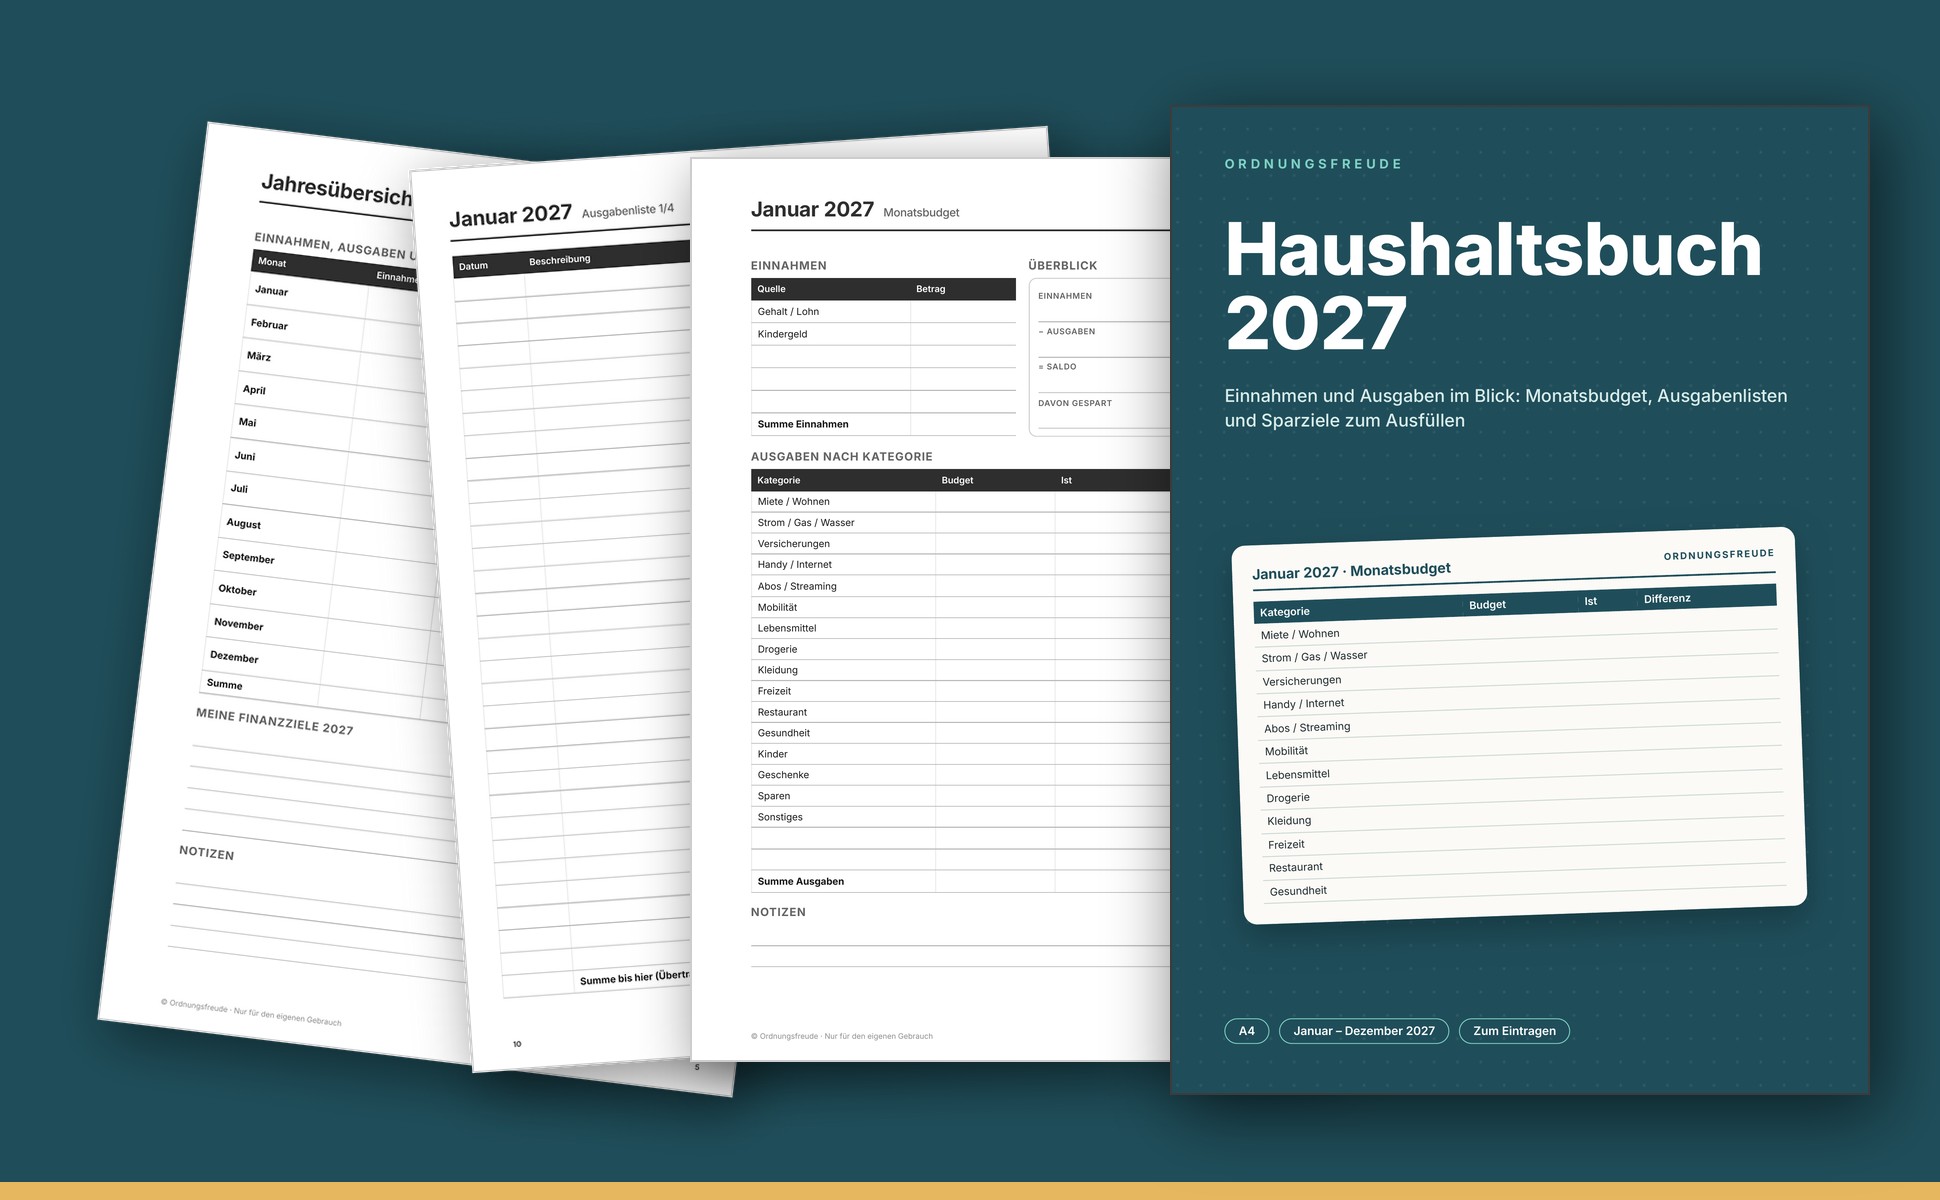 Jahresübersich
EINNAHMEN, AUSGABEN U
Monat Einnahme
Januar
Februar
März
April
Mai
Juni
Juli
August
September
Oktober
November
Dezember
Summe
MEINE FINANZZIELE 2027
NOTIZEN
© Ordnungsfreude · Nur für den eigenen Gebrauch
5
Januar 2027 Ausgabenliste 1/4
Datum Beschreibung
Summe bis hier (Übertr
10
Januar 2027 Monatsbudget
EINNAHMEN
Quelle Betrag
Gehalt / Lohn
Kindergeld
Summe Einnahmen
ÜBERBLICK
EINNAHMEN
– AUSGABEN
= SALDO
DAVON GESPART
AUSGABEN NACH KATEGORIE
Kategorie Budget Ist
Miete / Wohnen
Strom / Gas / Wasser
Versicherungen
Handy / Internet
Abos / Streaming
Mobilität
Lebensmittel
Drogerie
Kleidung
Freizeit
Restaurant
Gesundheit
Kinder
Geschenke
Sparen
Sonstiges
Summe Ausgaben
NOTIZEN
© Ordnungsfreude · Nur für den eigenen Gebrauch
ORDNUNGSFREUDE
Haushaltsbuch
2027
Einnahmen und Ausgaben im Blick: Monatsbudget, Ausgabenlisten
und Sparziele zum Ausfüllen
Januar 2027 · Monatsbudget ORDNUNGSFREUDE
Kategorie Budget Ist Differenz
Miete / Wohnen
Strom / Gas / Wasser
Versicherungen
Handy / Internet
Abos / Streaming
Mobilität
Lebensmittel
Drogerie
Kleidung
Freizeit
Restaurant
Gesundheit
A4
Januar – Dezember 2027
Zum Eintragen